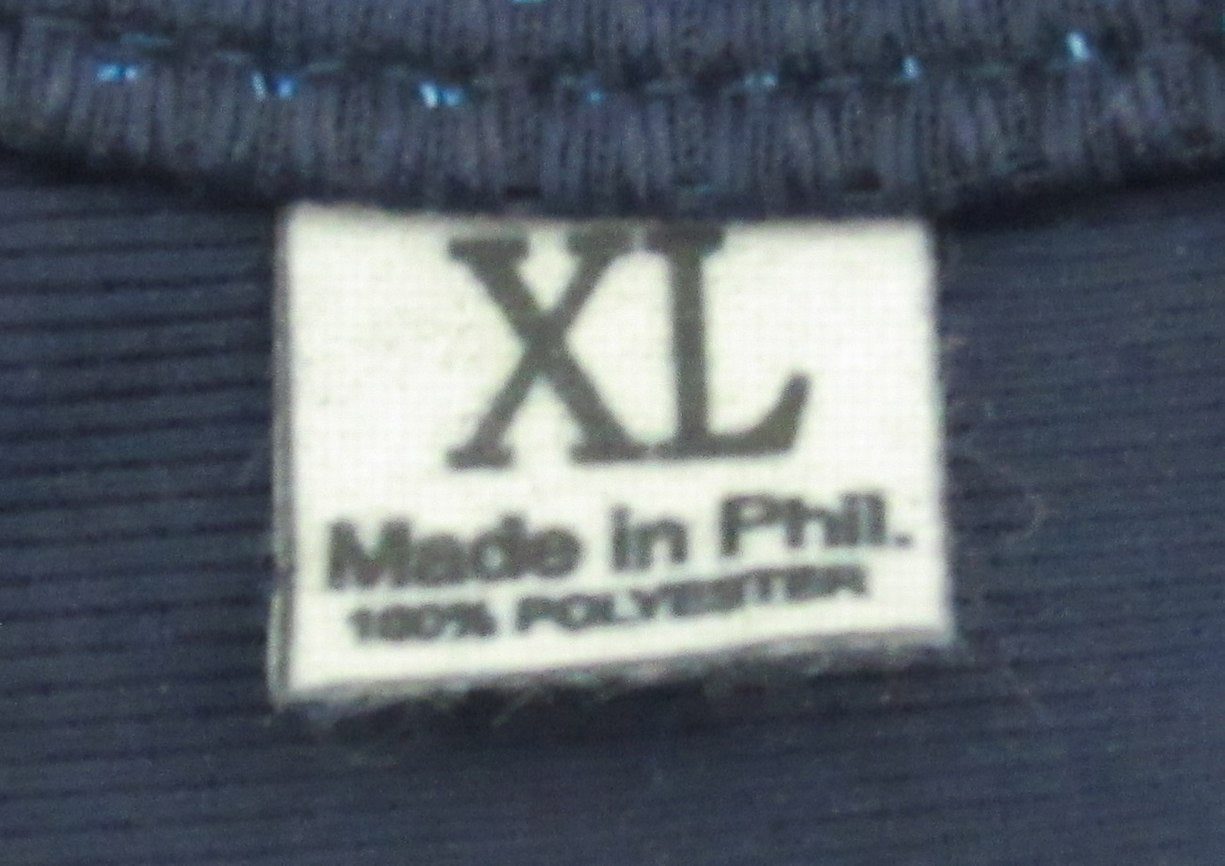 XL
Made in Phil.
100% POLYESTER